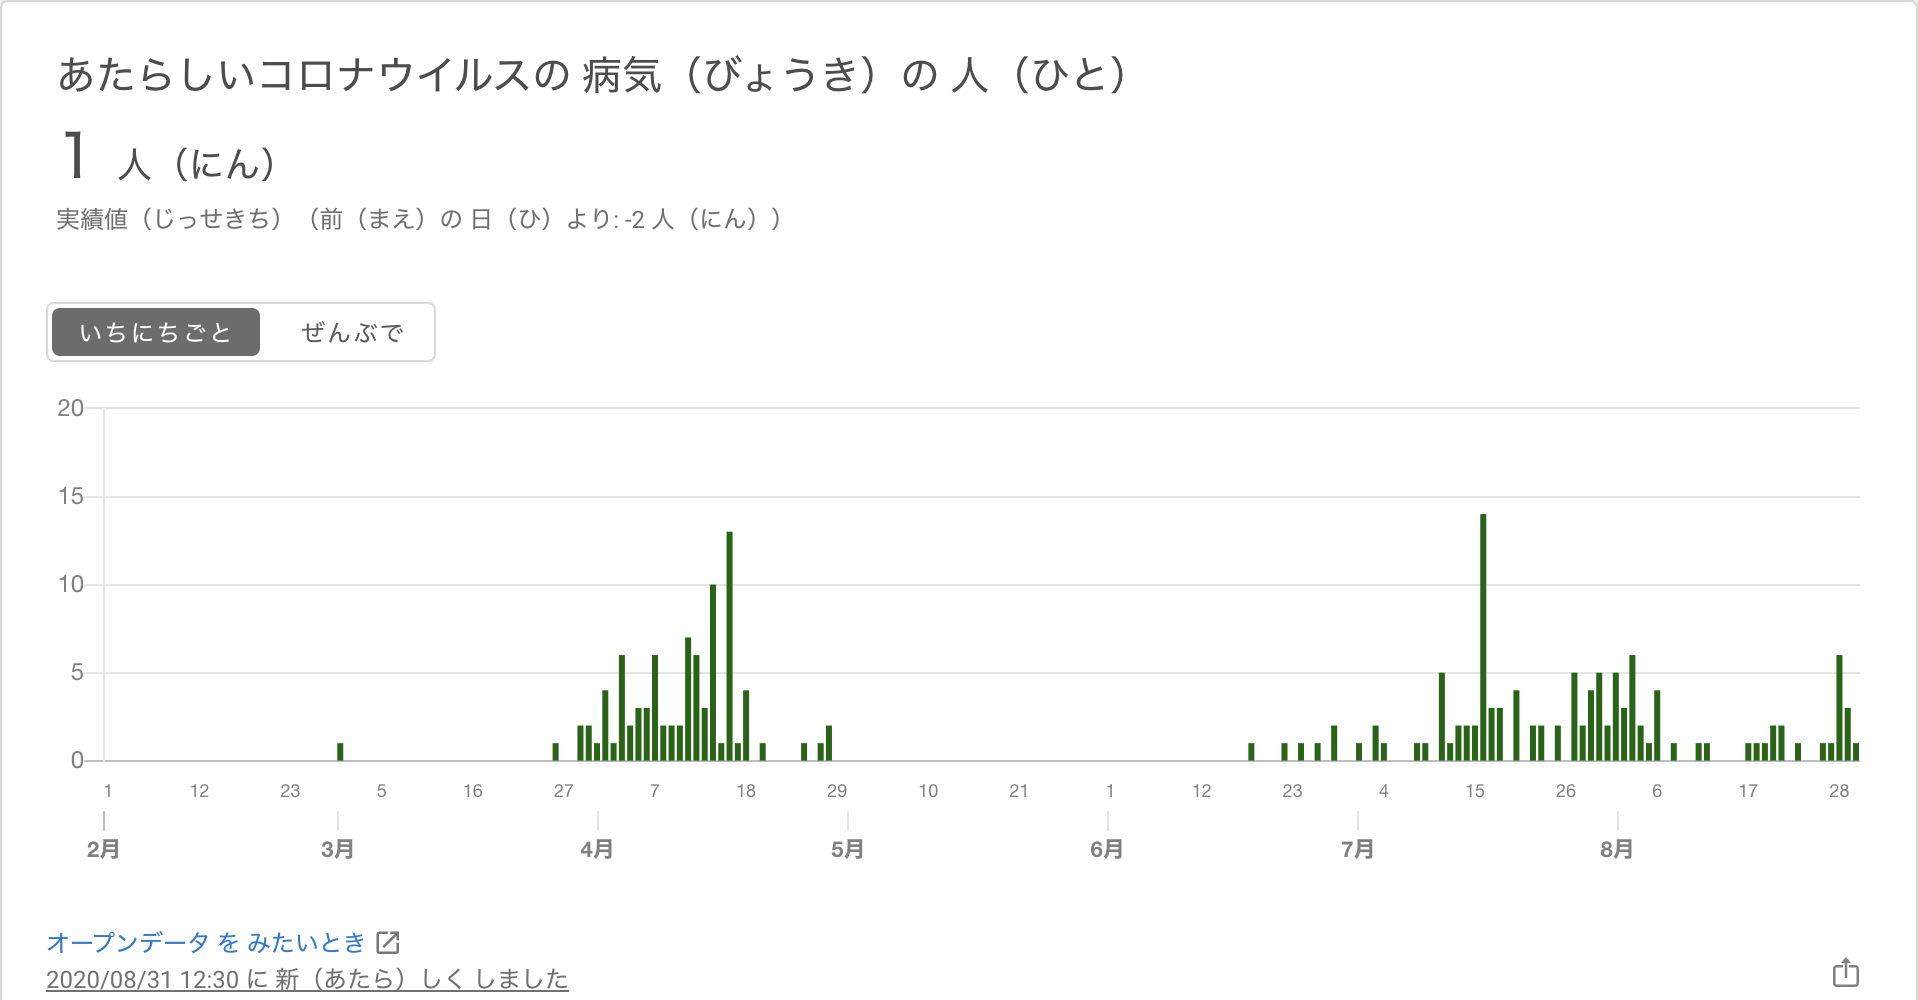 あたらしいコロナウイルスの 病気（びょうき）の 人（ひと）
1 人（にん）
実績値（じっせきち）（前（まえ）の 日（ひ）より: -2 人（にん））
いちにちごと ぜんぶで
20
15
10
5
0
1 12 23 5 16 27 7 18 29 10 21 1 12 23 4 15 26 6 17 28
2月 3月 4月 5月 6月 7月 8月
オープンデータ を みたいとき
2020/08/31 12:30 に 新（あたら）しく しました